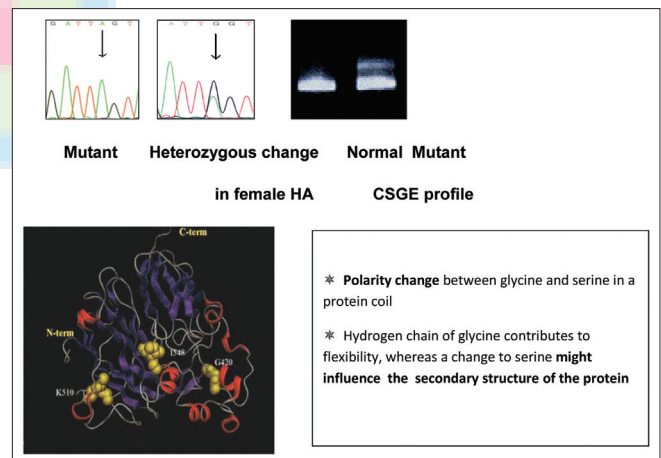 G A T T A G T
A T T G G T
Mutant
Heterozygous change
in female HA
Normal Mutant
CSGE profile
C-term
N-term
I548
G420
K510
✳ Polarity change between glycine and serine in a
protein coil
✳ Hydrogen chain of glycine contributes to
flexibility, whereas a change to serine might
influence the secondary structure of the protein